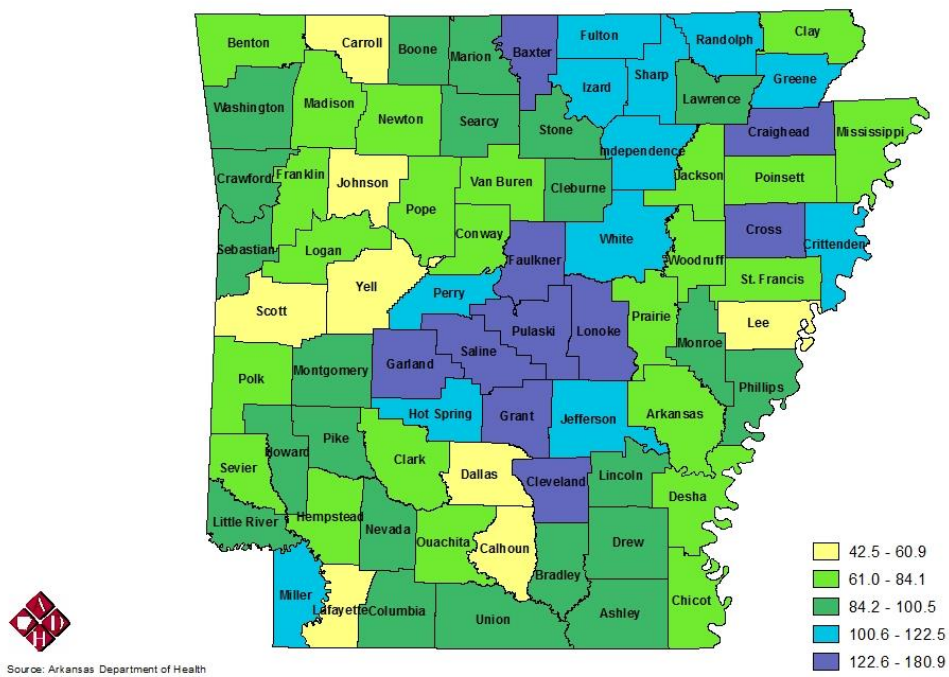 Benton
Carroll
Boone
Marion
Baxter
Fulton
Randolph
Clay
Sharp
Izard
Greene
Washington
Madison
Newton
Searcy
Stone
Lawrence
Independence
Craighead
Mississippi
Crawford
Franklin
Johnson
Van Buren
Cleburne
Jackson
Poinsett
Pope
Sebastian
Logan
Conway
White
Cross
Crittenden
Faulkner
Woodruff
St. Francis
Scott
Yell
Perry
Pulaski
Lonoke
Prairie
Lee
Saline
Monroe
Garland
Polk
Montgomery
Phillips
Hot Spring
Grant
Jefferson
Arkansas
Pike
Howard
Clark
Sevier
Dallas
Cleveland
Lincoln
Desha
Hempstead
Little River
Nevada
Ouachita
Calhoun
Drew
Bradley
Miller
Lafayette
Columbia
Union
Ashley
Chicot
42.5 - 60.9
61.0 - 84.1
84.2 - 100.5
100.6 - 122.5
122.6 - 180.9
A
D
H
Source: Arkansas Department of Health